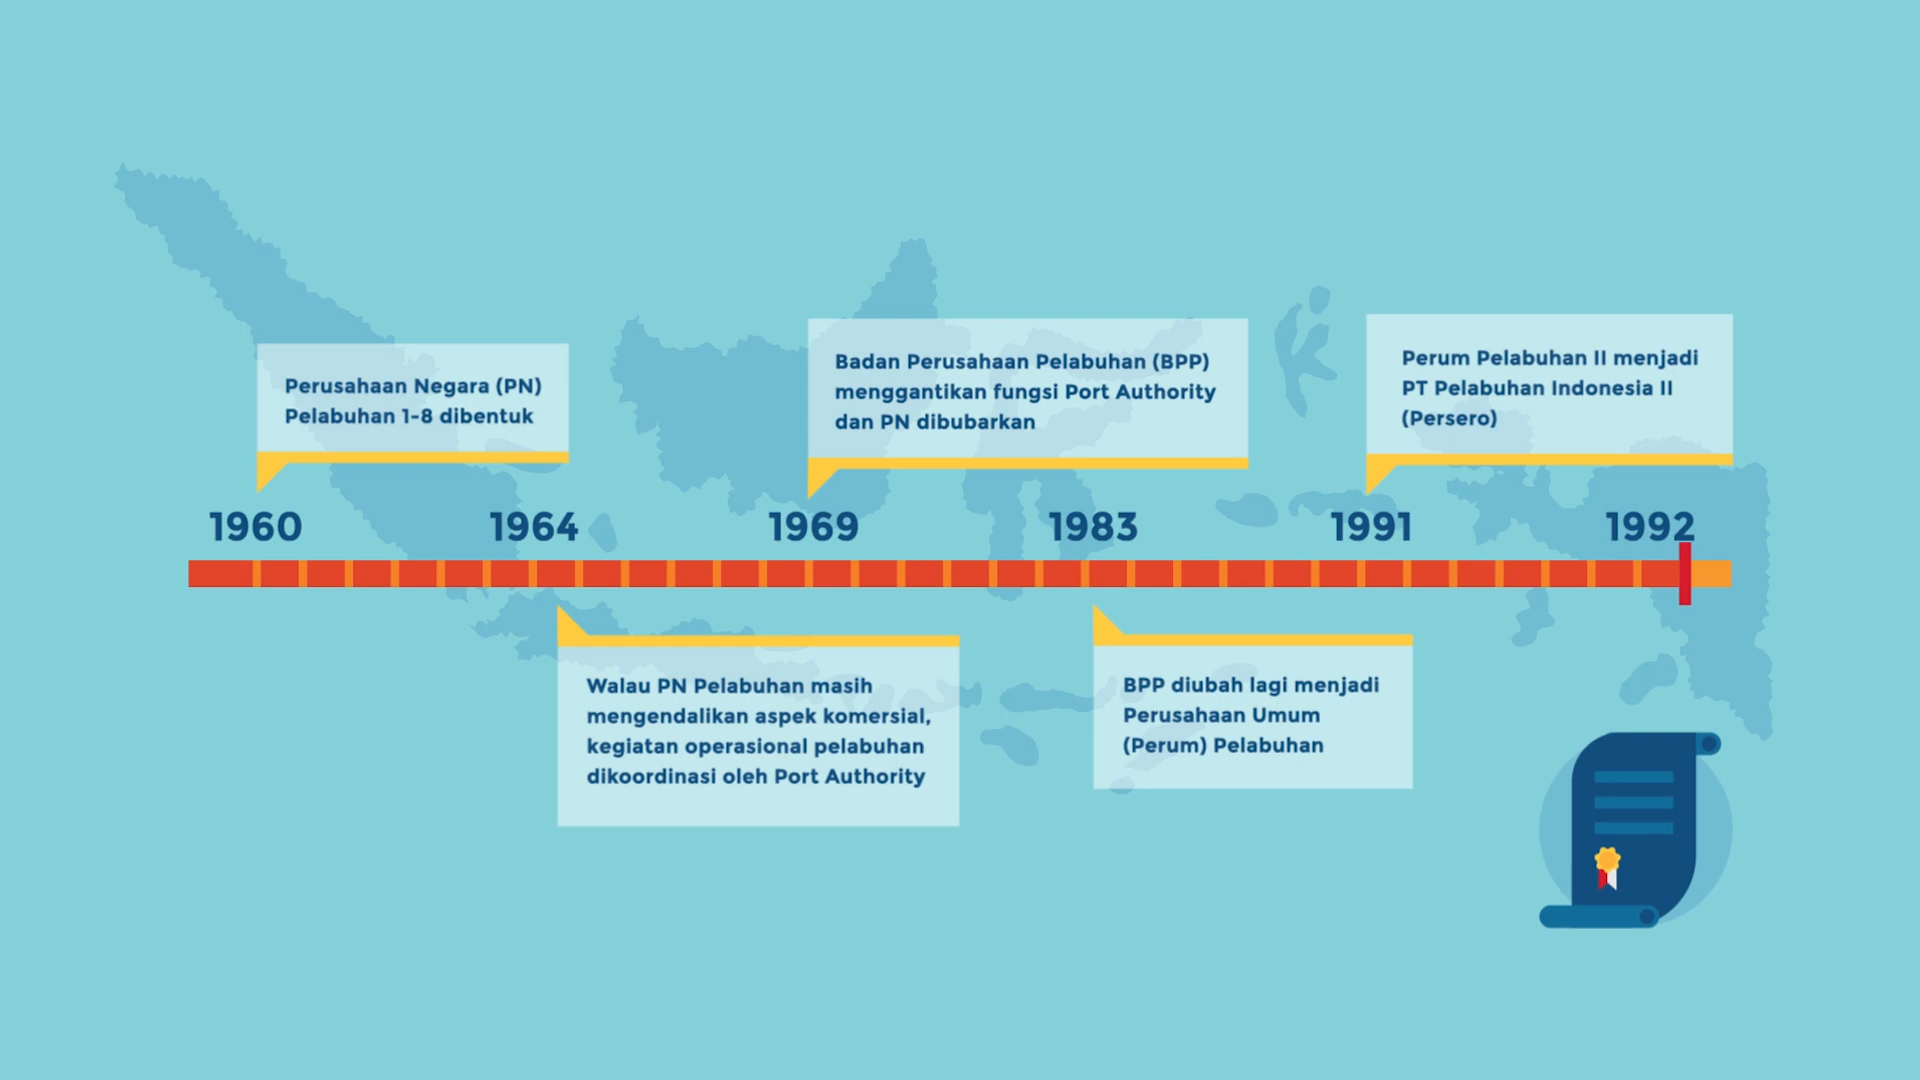 Perusahaan Negara (PN)
Pelabuhan 1-8 dibentuk
Badan Perusahaan Pelabuhan (BPP)
menggantikan fungsi Port Authority
dan PN dibubarkan
Perum Pelabuhan II menjadi
PT Pelabuhan Indonesia II
(Persero)
1960
1964
1969
1983
1991
1992
Walau PN Pelabuhan masih
mengendalikan aspek komersial,
kegiatan operasional pelabuhan
dikoordinasi oleh Port Authority
BPP diubah lagi menjadi
Perusahaan Umum
(Perum) Pelabuhan